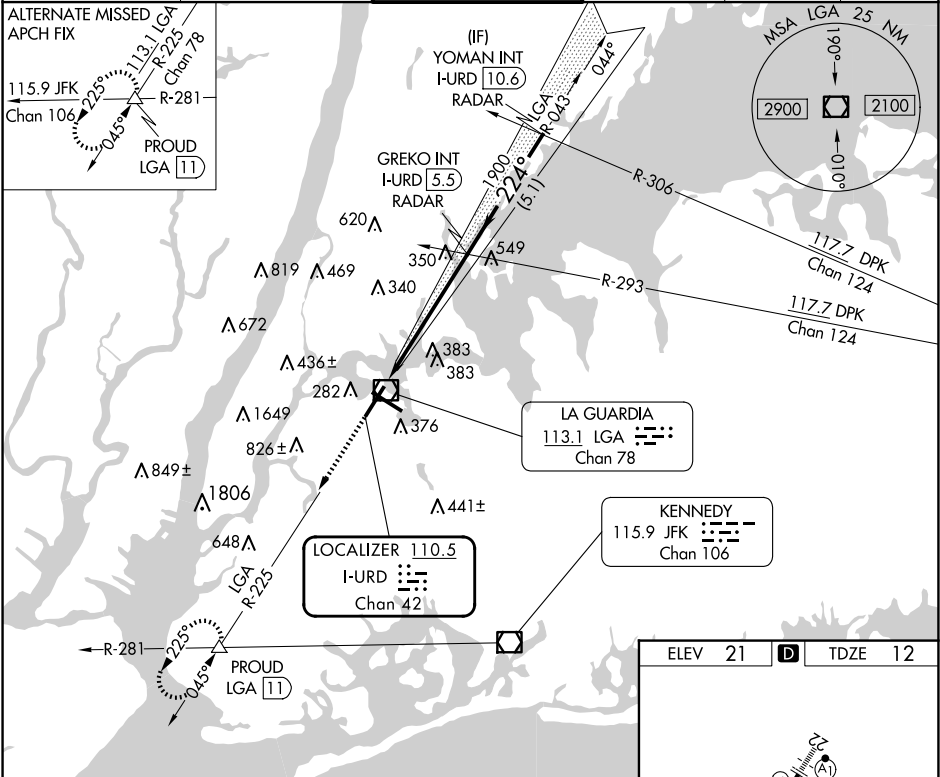 ALTERNATE MISSED
APCH FIX
113.1 LGA
R-225
Chan 78
115.9 JFK
Chan 106
R-281
225°
045°
PROUD
LGA 11
(IF)
YOMAN INT
I-URD 10.6
RADAR
LGA
R-043
044°
MSA LGA 25 NM
190°
2900
2100
010°
GREKO INT
I-URD 5.5
RADAR
1900
224°
(5.1)
R-306
117.7 DPK
Chan 124
R-293
117.7 DPK
Chan 124
620
350
549
819
469
340
672
436±
383
383
282
1649
376
826±
849±
1806
441±
648
LA GUARDIA
113.1 LGA
Chan 78
KENNEDY
115.9 JFK
Chan 106
LOCALIZER 110.5
I-URD
Chan 42
LGA
R-225
R-281
225°
045°
PROUD
LGA 11
ELEV 21 D TDZE 12
22
A1